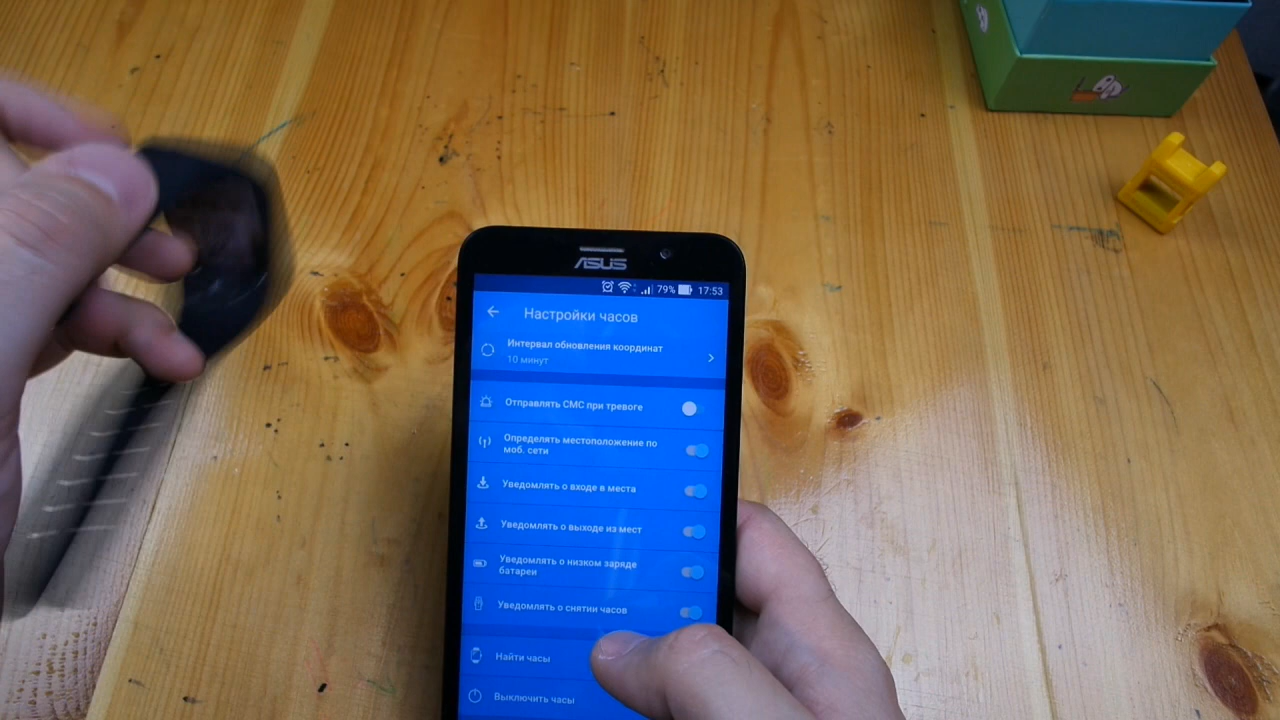 ASUS
79% 17:53
Настройки часов
Интервал обновления координат
10 минут
Отправлять СМС при тревоге
Определять местоположение по
моб. сети
Уведомлять о входе в места
Уведомлять о выходе из мест
Уведомлять о низком заряде
батареи
Уведомлять о снятии часов
Найти часы
Выключить часы